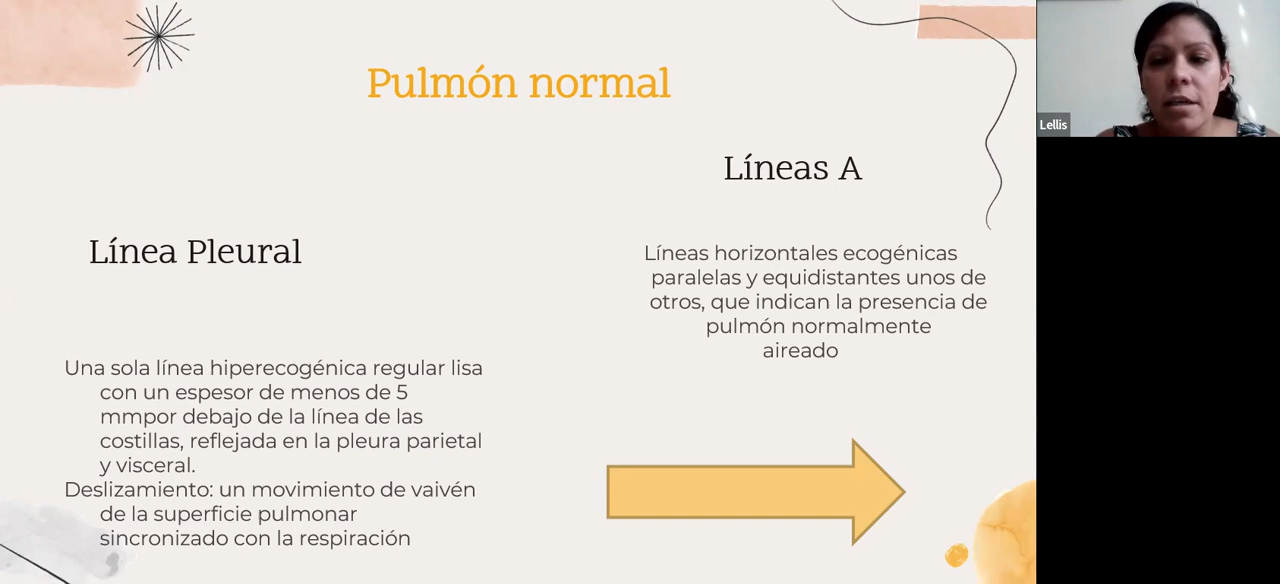 Pulmón normal
Línea Pleural
Una sola línea hiperecogénica regular lisa
con un espesor de menos de 5
mmpor debajo de la línea de las
costillas, reflejada en la pleura parietal
y visceral.
Deslizamiento: un movimiento de vaivén
de la superficie pulmonar
sincronizado con la respiración
Líneas A
Líneas horizontales ecogénicas
paralelas y equidistantes unos de
otros, que indican la presencia de
pulmón normalmente
aireado
Lellis